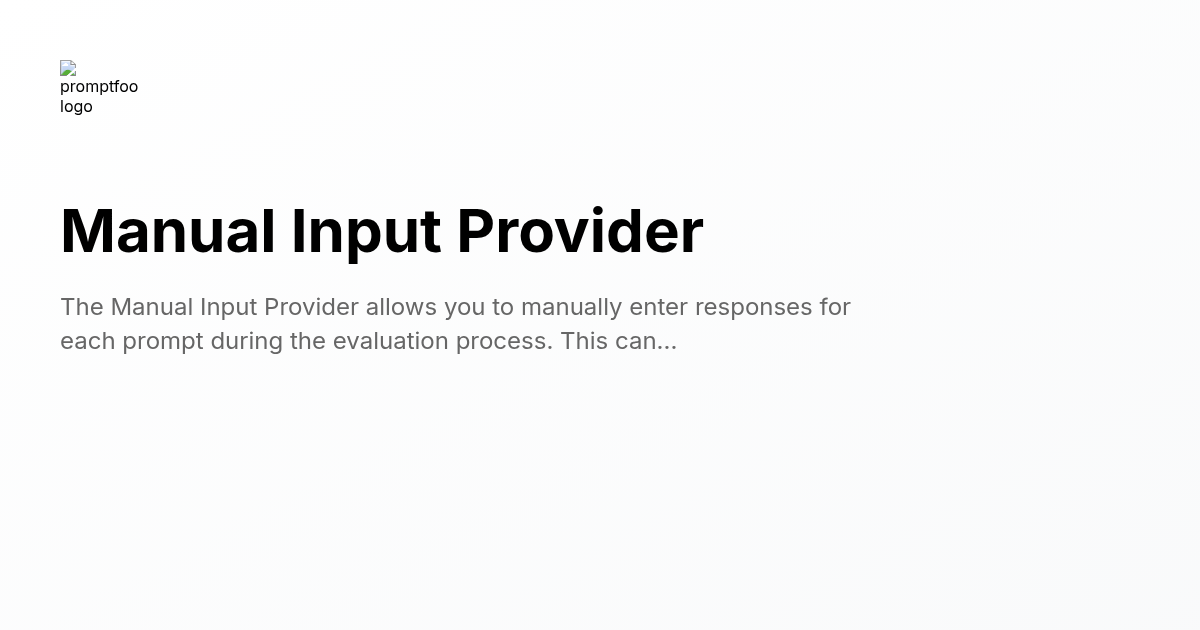 promptfoo
logo
Manual Input Provider
The Manual Input Provider allows you to manually enter responses for
each prompt during the evaluation process. This can...